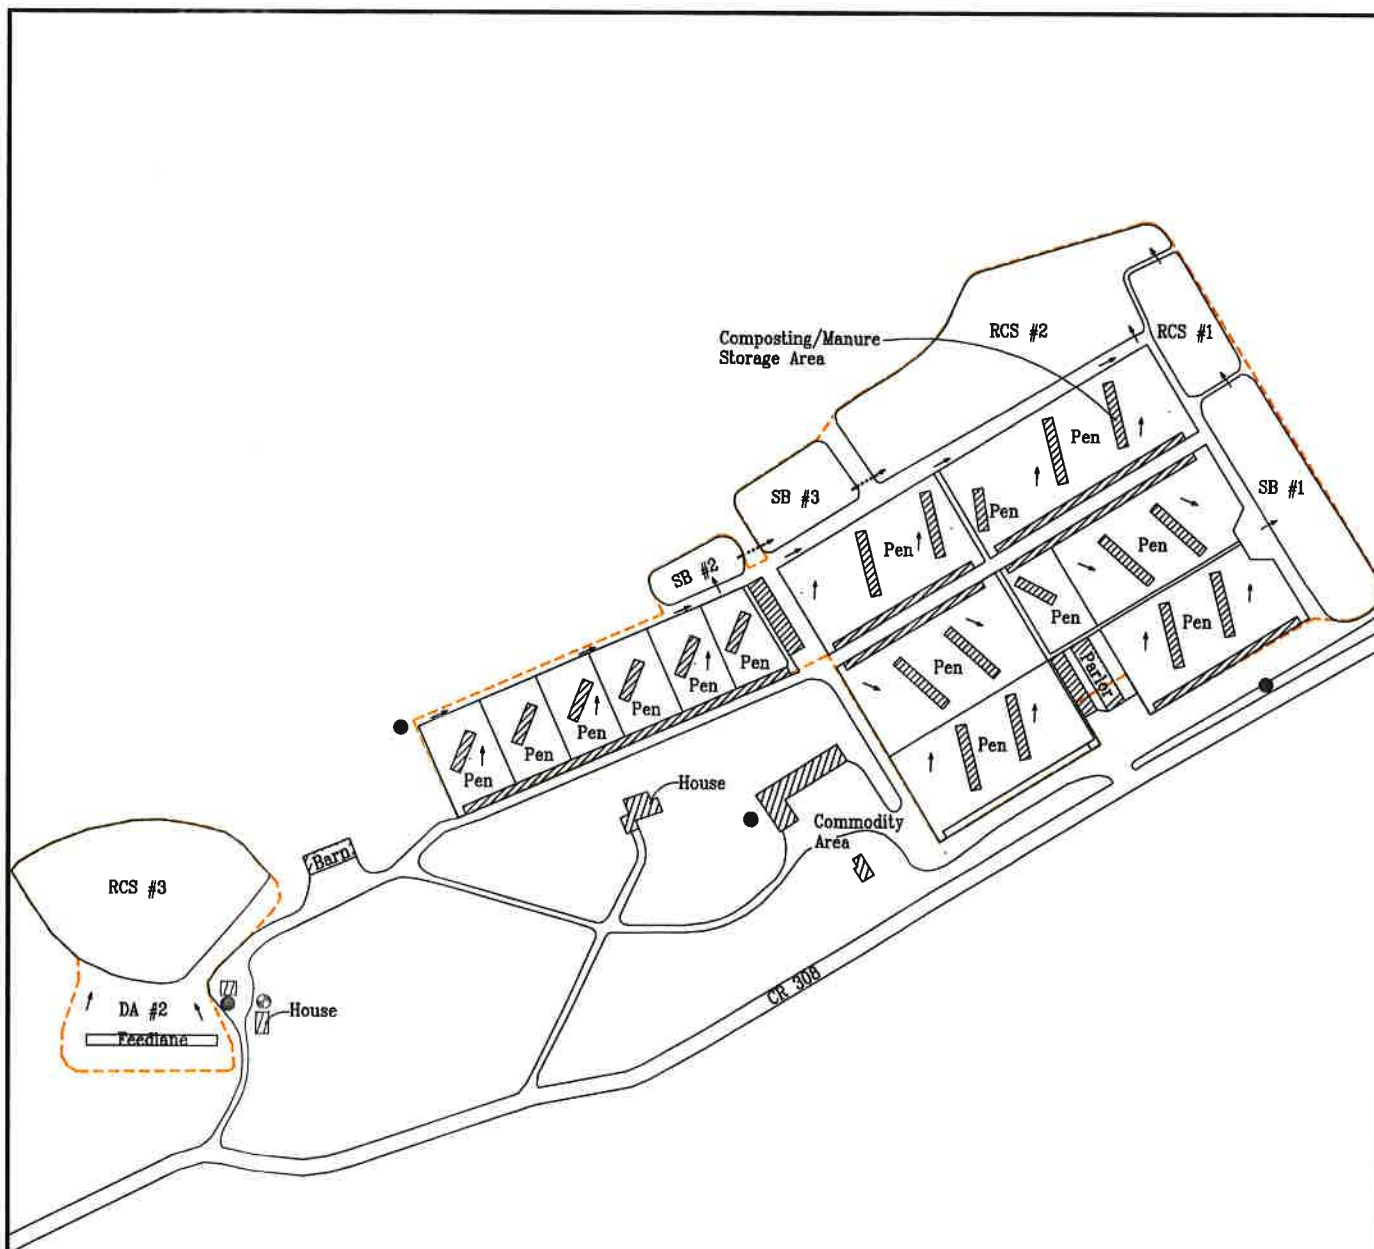 RCS #2
RCS #1
Composting/Manure
Storage Area
Pen
SB #3
Pen
SB #1
Pen
Pen
SB #2
Pen
Pen
Pen
Pen
Pen
Parlor
Pen
Pen
Pen
Pen
Pen
Pen
House
Commodity
Area
Barn
RCS #3
CR 308
DA #2
House
Feedlane